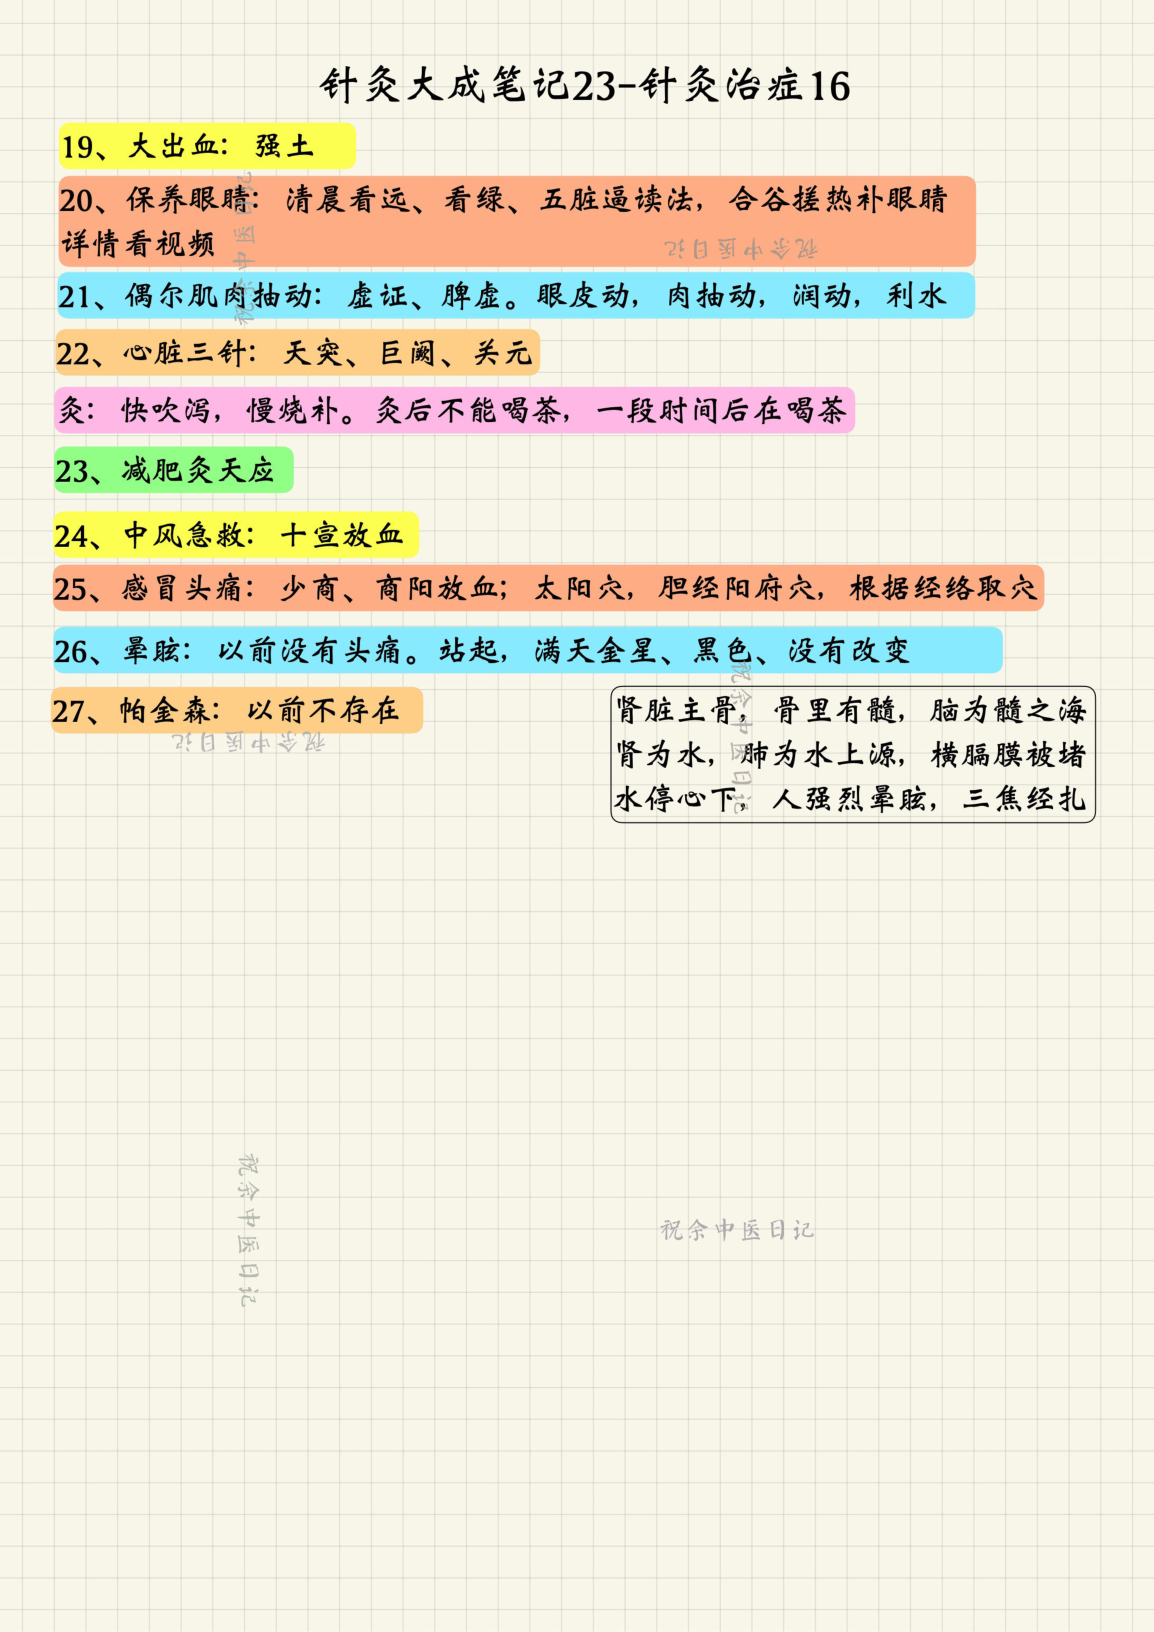 针灸大成笔记23-针灸治症16
19、大出血：强土
20、保养眼睛：清晨看远、看绿、五脏逼读法，合谷搓热补眼睛
详情看视频
21、偶尔肌肉抽动：虚证、脾虚。眼皮动，肉抽动，润动，利水
22、心脏三针：天突、巨阙、关元
灸：快吹泻，慢烧补。灸后不能喝茶，一段时间后在喝茶
23、减肥灸天应
24、中风急救：十宣放血
25、感冒头痛：少商、商阳放血；太阳穴，胆经阳府穴，根据经络取穴
26、晕眩：以前没有头痛。站起，满天金星、黑色、没有改变
27、帕金森：以前不存在
肾脏主骨，骨里有髓，脑为髓之海
肾为水，肺为水上源，横膈膜被堵
水停心下，人强烈晕眩，三焦经扎
祝余中医日记
祝余中医日记
祝余中医日记
祝余中医日记
祝余中医日记
祝余中医日记